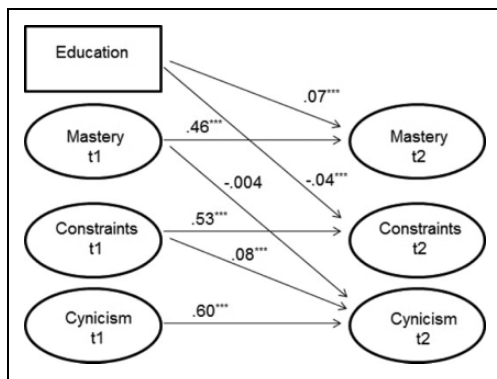 Education
.07***
Mastery
t1
.46***
Mastery
t2
-.004
-.04***
Constraints
t1
.53***
Constraints
t2
.08***
Cynicism
t1
.60***
Cynicism
t2